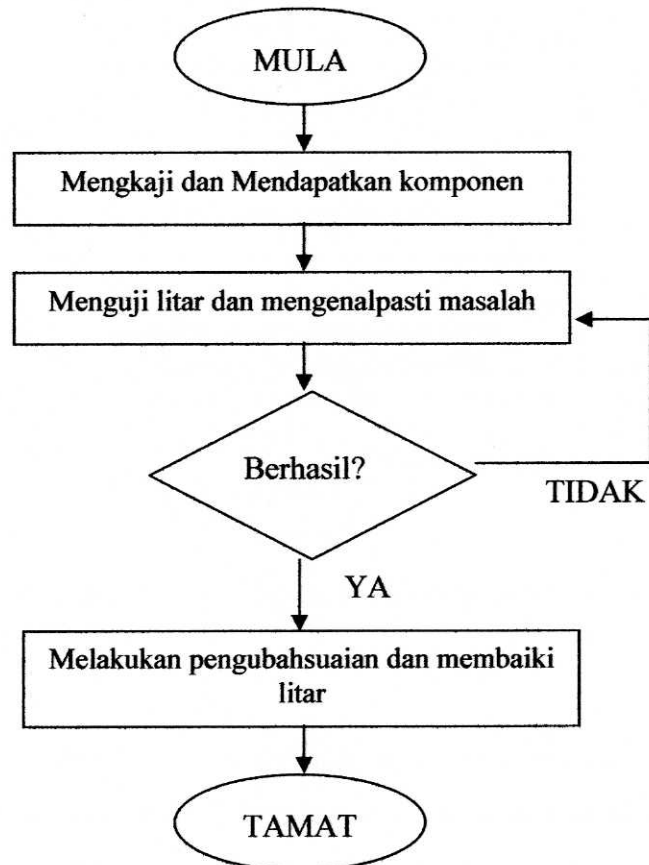 MULA
Mengkaji dan Mendapatkan komponen
Menguji litar dan mengenalpasti masalah
Berhasil?
TIDAK
YA
Melakukan pengubahsuaian dan membaiki
litar
TAMAT